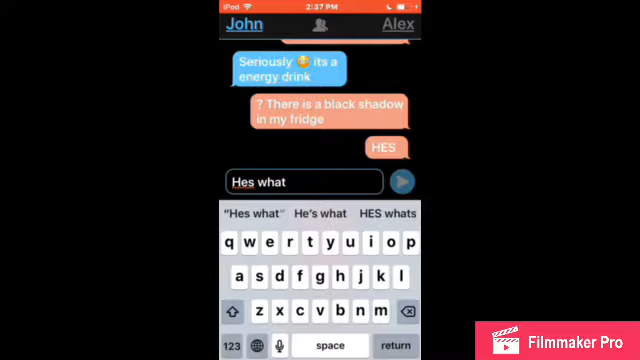 iPod 2:37 PM
John Alex
Seriously 😳 its a
energy drink
? There is a black shadow
in my fridge
HES
Hes what
“Hes what” He's what HES whats
q w e r t y u i o p
a s d f g h j k l
z x c v b n m
123 space return
Filmmaker Pro